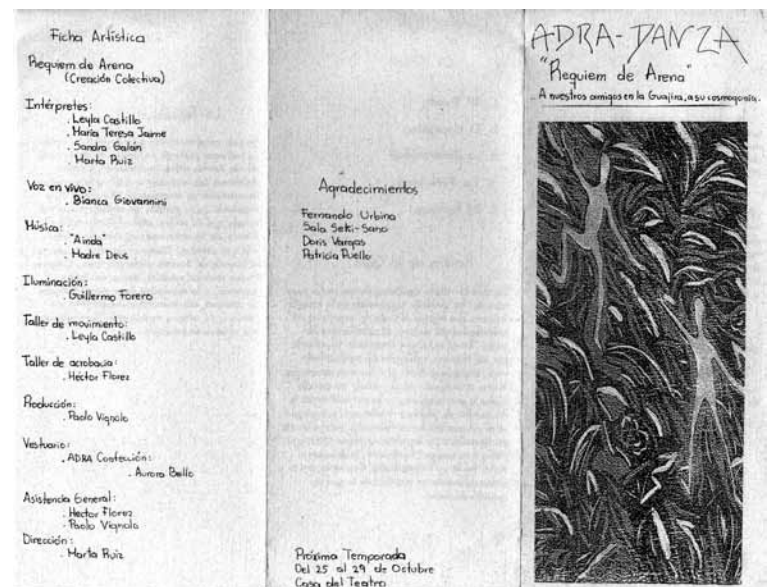 Ficha Artística
Requiem de Arena
(Creación Colectiva)
Intérpretes:
. Leyla Castillo
. María Teresa Jaime
. Sandra Galán
. Marta Ruiz
Voz en vivo:
. Bianca Giovannini
Música:
. "Ainda"
. Madre Deus
Iluminación:
. Guillermo Forero
Taller de movimiento:
. Leyla Castillo
Taller de acrobacia:
. Héctor Florez
Producción:
. Paolo Vignolo
Vestuario:
. ADRA Confección:
. Aurora Bello
Asistencia General:
. Hector Florez
. Paolo Vignolo
Dirección:
. Marta Ruiz
Agradecimientos
Fernando Urbina
Sala Seki-Sano
Doris Vargas
Patricia Ruello
Próxima Temporada
Del 25 al 29 de Octubre
Casa del Teatro
ADRA-DANZA
"Requiem de Arena"
A nuestros amigos en la Guajira, a su cosmogonía.